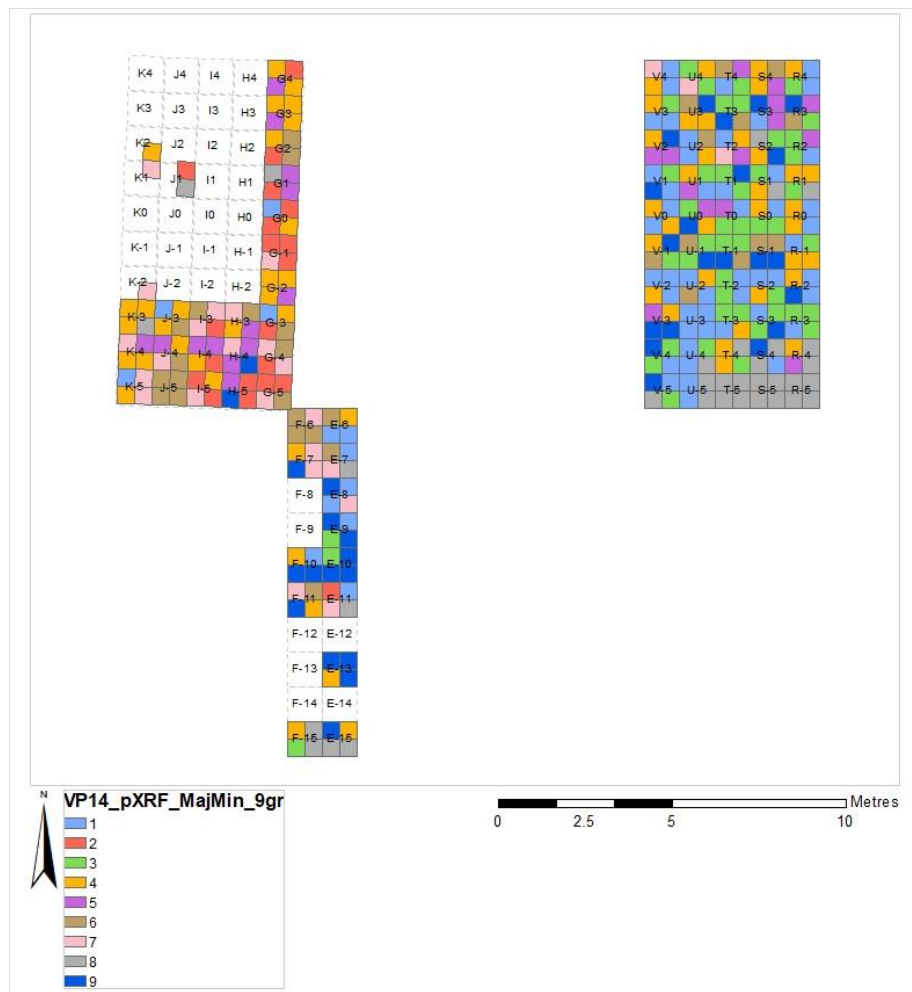 K4 J4 I4 H4 G4 V4 U4 T4 S4 R4
K3 J3 I3 H3 G3 V3 U3 T3 S3 R3
K2 J2 I2 H2 G2 V2 U2 T2 S2 R2
K1 J1 I1 H1 G1 V1 U1 T1 S1 R1
K0 J0 I0 H0 G0 V0 U0 T0 S0 R0
K-1 J-1 I-1 H-1 G-1 V-1 U-1 T-1 S-1 R-1
K-2 J-2 I-2 H-2 G-2 V-2 U-2 T-2 S-2 R-2
K-3 J-3 I-3 H-3 G-3 V-3 U-3 T-3 S-3 R-3
K-4 J-4 I-4 H-4 G-4 V-4 U-4 T-4 S-4 R-4
K-5 J-5 I-5 H-5 G-5 V-5 U-5 T-5 S-5 R-5
F-6 E-6
F-7 E-7
F-8 E-8
F-9 E-9
F-10 E-10
F-11 E-11
F-12 E-12
F-13 E-13
F-14 E-14
F-15 E-15
N
VP14_pXRF_MajMin_9gr
1
2
3
4
5
6
7
8
9
Metres
0 2.5 5 10